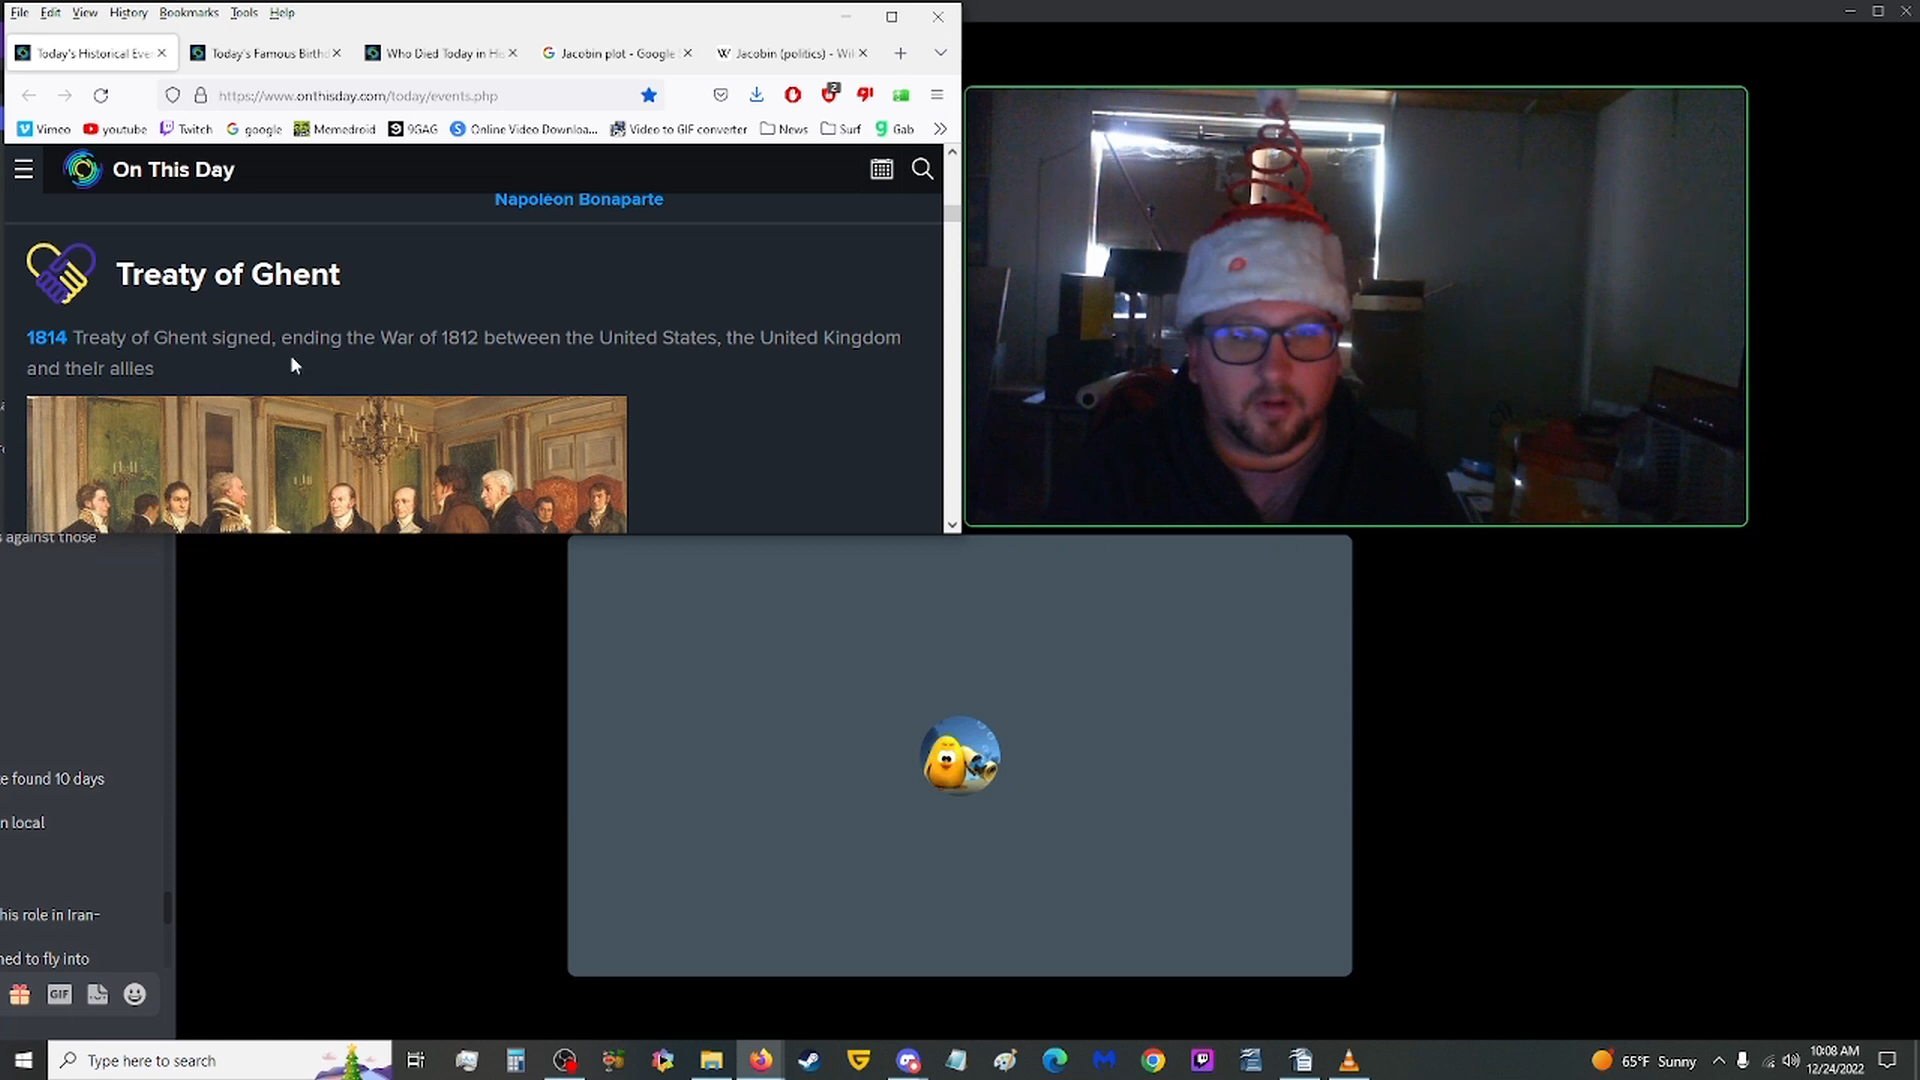 File Edit View History Bookmarks Tools Help
Today's Historical Eve
Today's Famous Birthd
Who Died Today in His
Jacobin plot - Google
Jacobin (politics) - Wi
https://www.onthisday.com/today/events.php
2
Vimeo youtube Twitch google Memedroid 9GAG Online Video Downloa... Video to GIF converter News Surf Gab
On This Day
Napoléon Bonaparte
Treaty of Ghent
1814 Treaty of Ghent signed, ending the War of 1812 between the United States, the United Kingdom
and their allies
against those
found 10 days
n local
his role in Iran-
ned to fly into
GIF
Type here to search
65°F Sunny
10:08 AM
12/24/2022